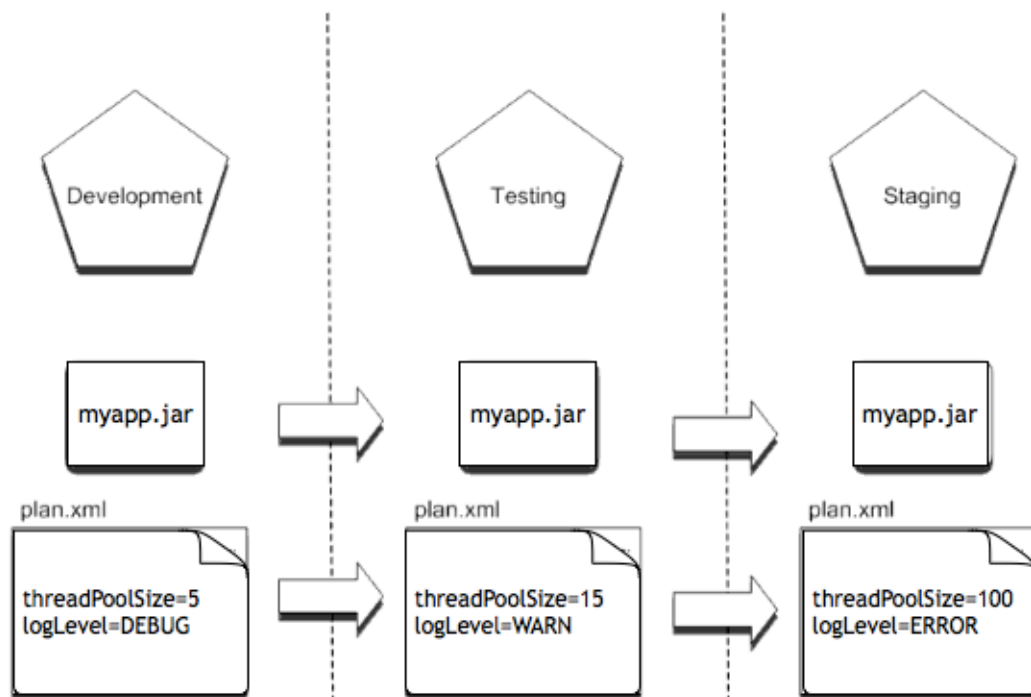 Development
Testing
Staging
myapp.jar
myapp.jar
myapp.jar
plan.xml
plan.xml
plan.xml
threadPoolSize=5
logLevel=DEBUG
threadPoolSize=15
logLevel=WARN
threadPoolSize=100
logLevel=ERROR